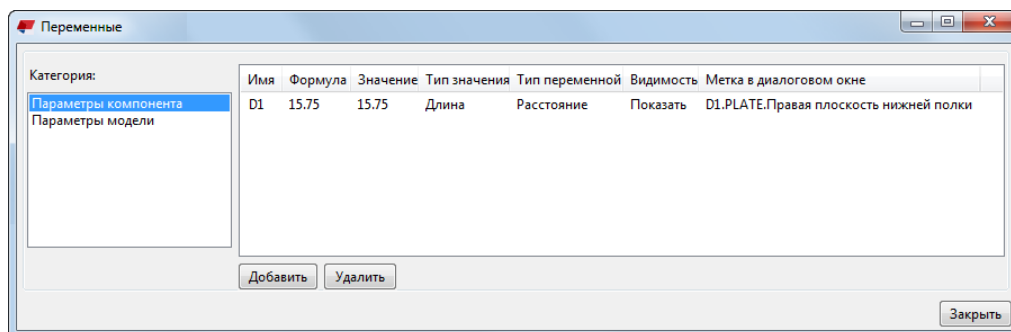 Переменные
Категория:
Параметры компонента
Параметры модели
Имя Формула Значение Тип значения Тип переменной Видимость Метка в диалоговом окне
D1 15.75 15.75 Длина Расстояние Показать D1.PLATE.Правая плоскость нижней полки
Добавить Удалить
Закрыть